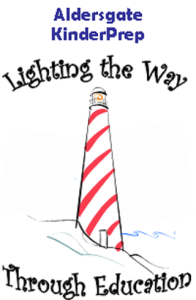 Aldersgate
KinderPrep
Lighting the Way
Through Education